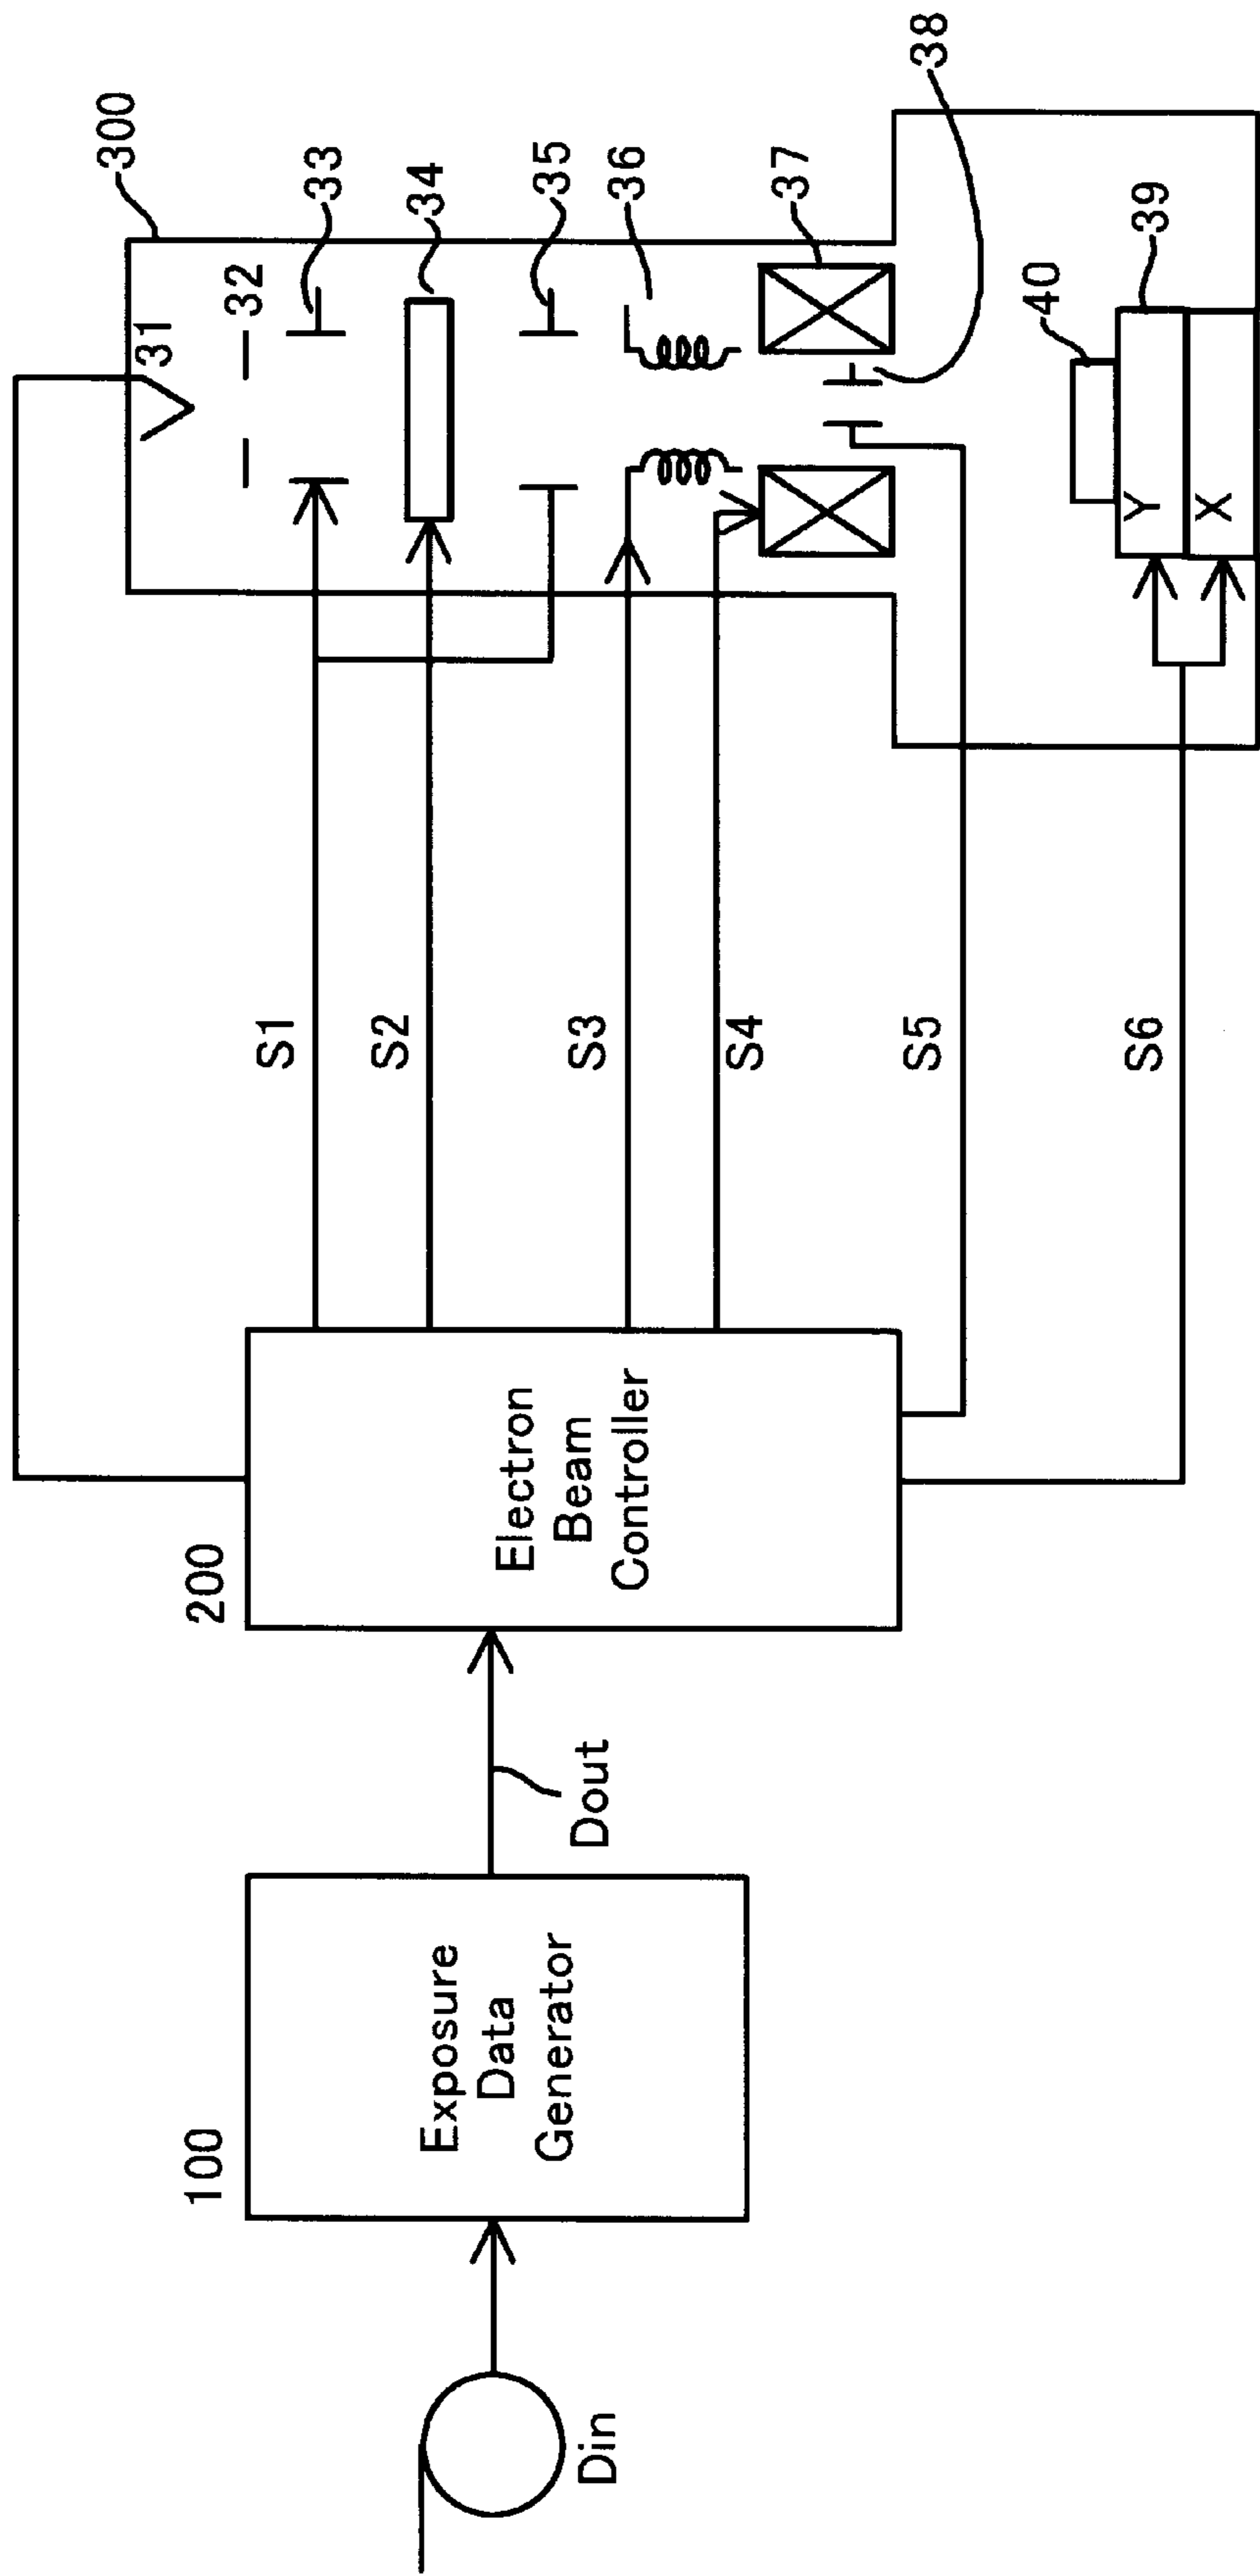 Din
100
Exposure
Data
Generator
Dout
200
Electron
Beam
Controller
S1
S2
S3
S4
S5
S6
300
31
32
33
34
35
36
37
38
40
39
Y
X